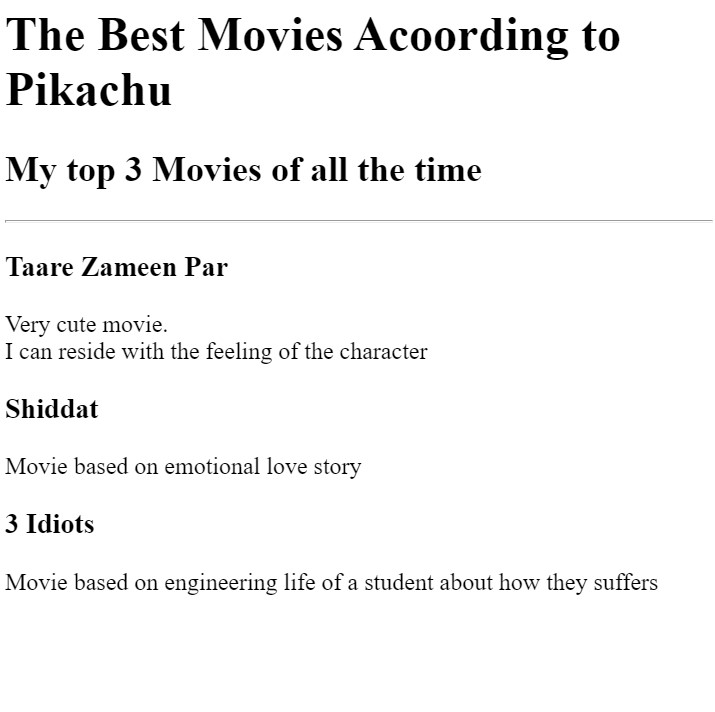 The Best Movies Acoording to
Pikachu
My top 3 Movies of all the time
Taare Zameen Par
Very cute movie.
I can reside with the feeling of the character
Shiddat
Movie based on emotional love story
3 Idiots
Movie based on engineering life of a student about how they suffers